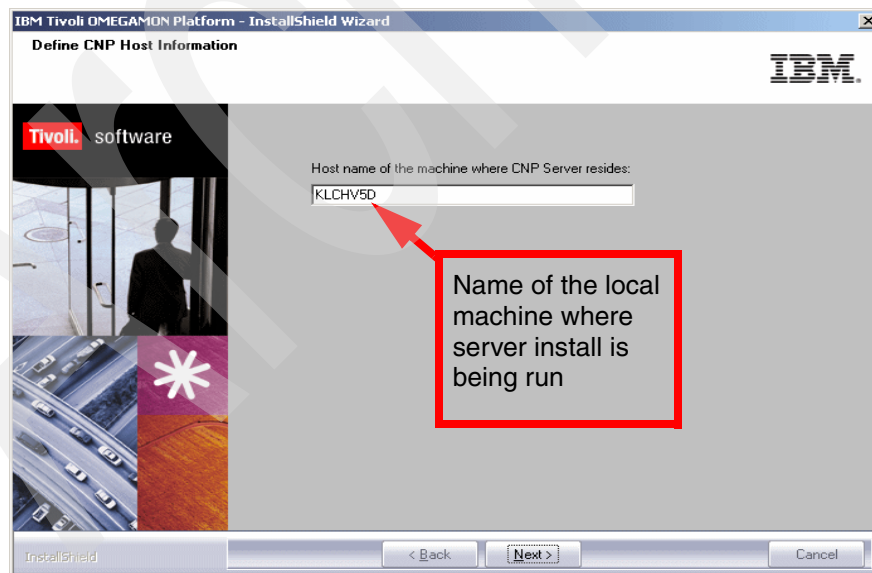 IBM Tivoli OMEGAMON Platform - InstallShield Wizard
Define CNP Host Information
IBM.
Tivoli. software
Host name of the machine where CNP Server resides:
KLCHV5D
Name of the local
machine where
server install is
being run
InstallShield
< Back
Next >
Cancel